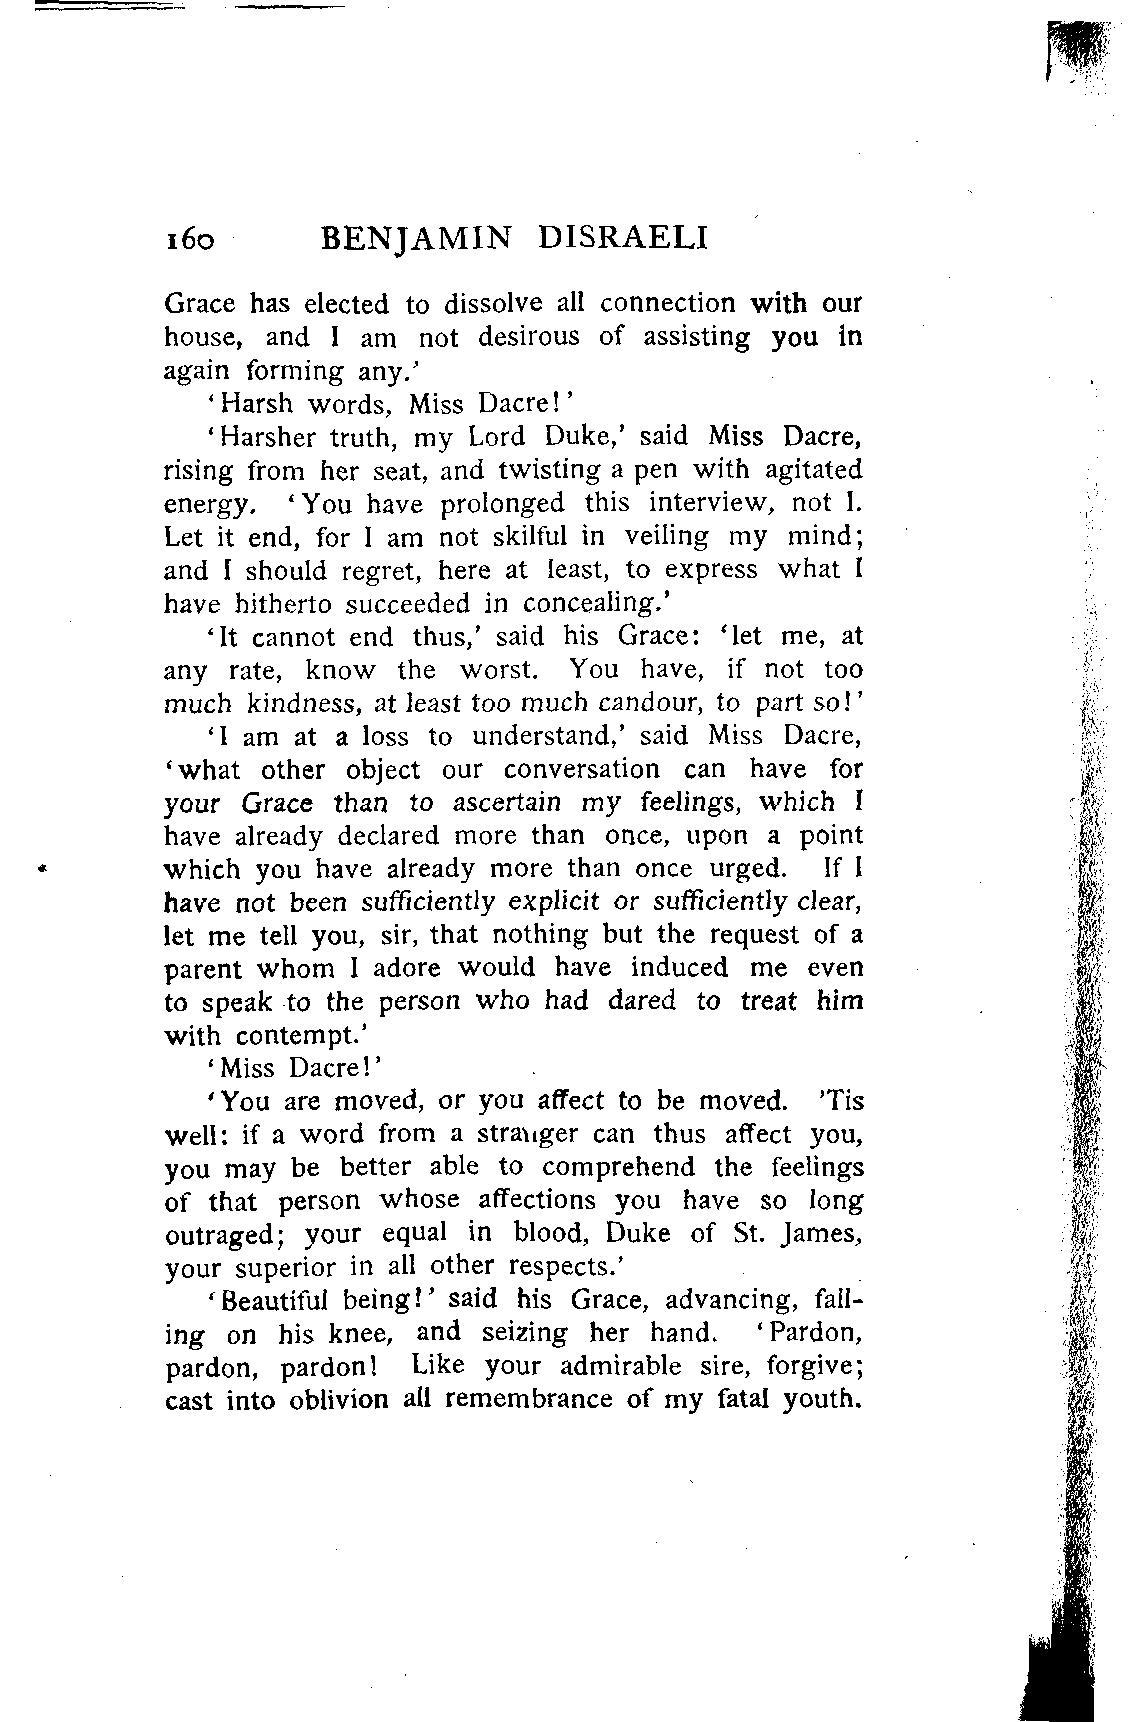 160 BENJAMIN DISRAELI
Grace has elected to dissolve all connection with our
house, and I am not desirous of assisting you in
again forming any.'
'Harsh words, Miss Dacre!'
'Harsher truth, my Lord Duke,' said Miss Dacre,
rising from her seat, and twisting a pen with agitated
energy. 'You have prolonged this interview, not I.
Let it end, for I am not skilful in veiling my mind;
and I should regret, here at least, to express what I
have hitherto succeeded in concealing.'
'It cannot end thus,' said his Grace: 'let me, at
any rate, know the worst. You have, if not too
much kindness, at least too much candour, to part so!'
'I am at a loss to understand,' said Miss Dacre,
'what other object our conversation can have for
your Grace than to ascertain my feelings, which I
have already declared more than once, upon a point
which you have already more than once urged. If I
have not been sufficiently explicit or sufficiently clear,
let me tell you, sir, that nothing but the request of a
parent whom I adore would have induced me even
to speak to the person who had dared to treat him
with contempt.'
'Miss Dacre!'
'You are moved, or you affect to be moved. 'Tis
well: if a word from a stranger can thus affect you,
you may be better able to comprehend the feelings
of that person whose affections you have so long
outraged; your equal in blood, Duke of St. James,
your superior in all other respects.'
'Beautiful being!' said his Grace, advancing, fall-
ing on his knee, and seizing her hand. 'Pardon,
pardon, pardon! Like your admirable sire, forgive;
cast into oblivion all remembrance of my fatal youth.